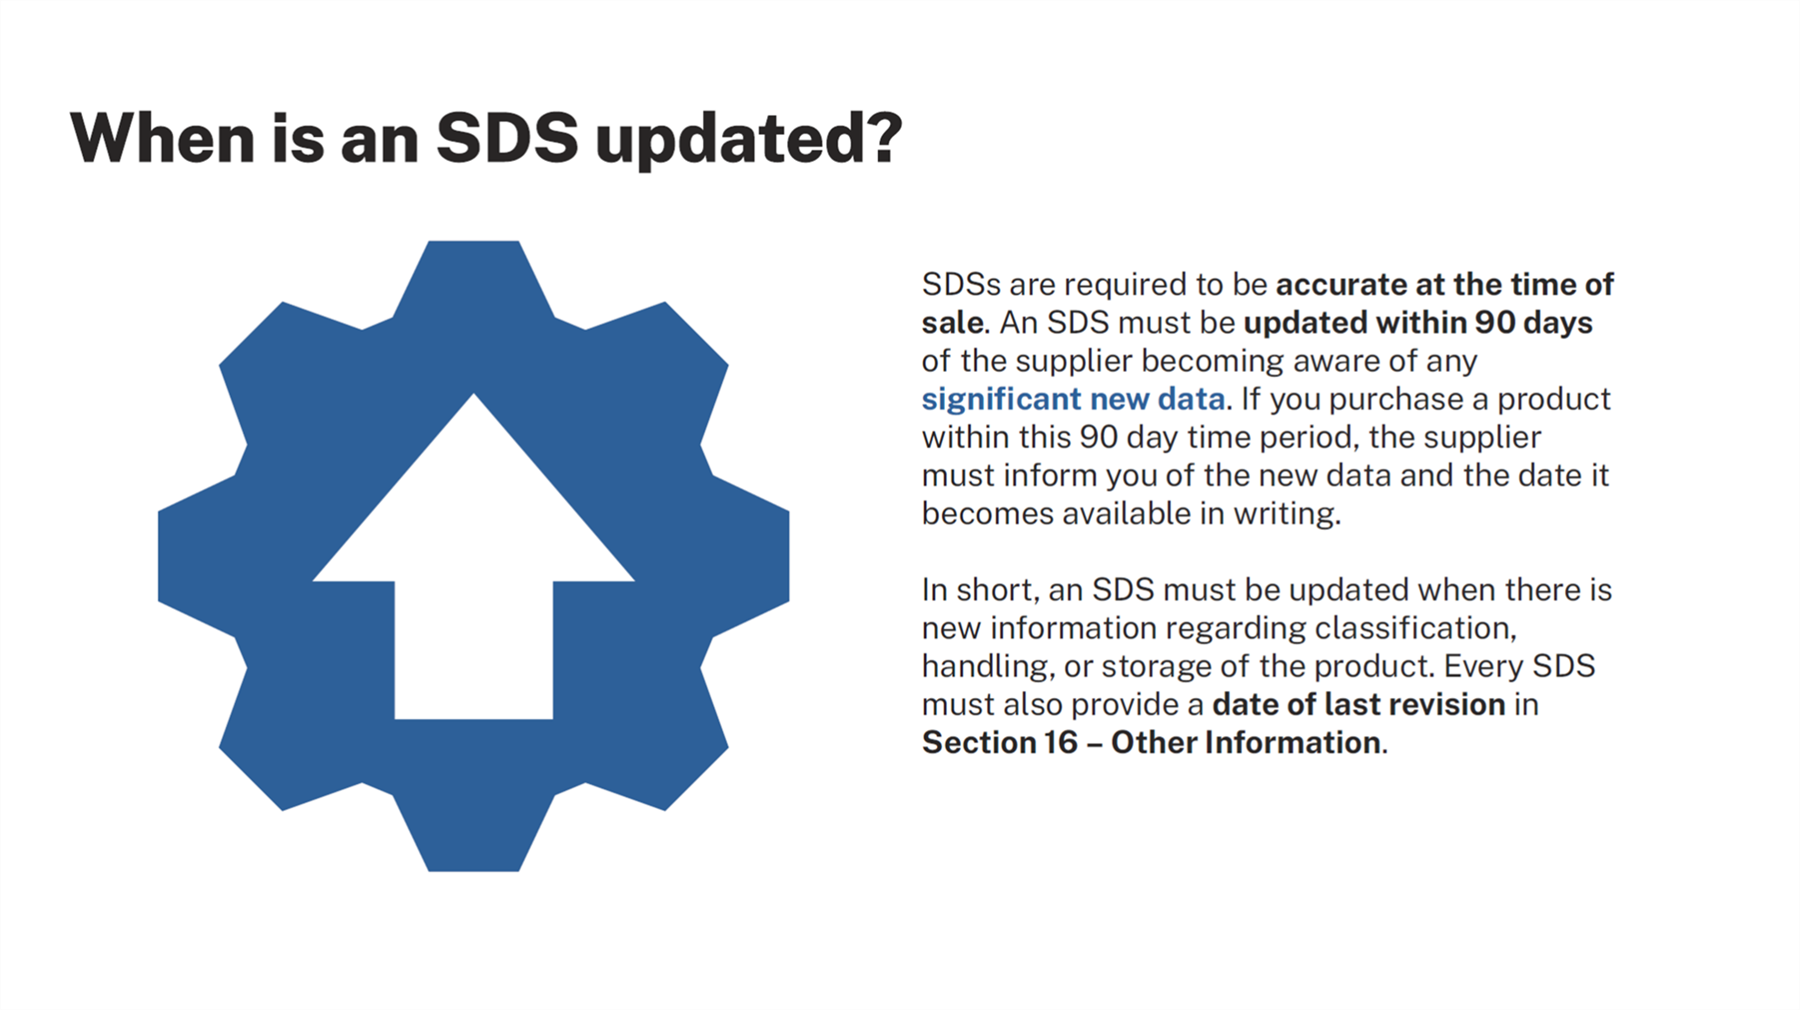 When is an SDS updated?
SDSs are required to be accurate at the time of
sale. An SDS must be updated within 90 days
of the supplier becoming aware of any
significant new data. If you purchase a product
within this 90 day time period, the supplier
must inform you of the new data and the date it
becomes available in writing.
In short, an SDS must be updated when there is
new information regarding classification,
handling, or storage of the product. Every SDS
must also provide a date of last revision in
Section 16 – Other Information.